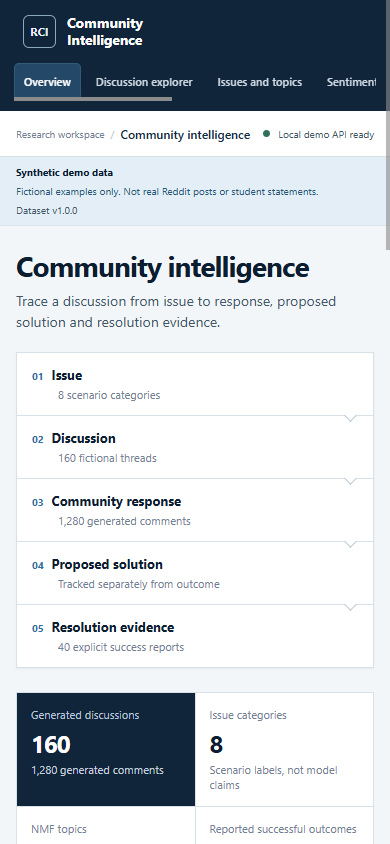 RCI
Community
Intelligence
Overview
Discussion explorer
Issues and topics
Sentiment
Research workspace / Community intelligence
Local demo API ready
Synthetic demo data
Fictional examples only. Not real Reddit posts or student statements.
Dataset v1.0.0
Community intelligence
Trace a discussion from issue to response, proposed
solution and resolution evidence.
01 Issue
8 scenario categories
02 Discussion
160 fictional threads
03 Community response
1,280 generated comments
04 Proposed solution
Tracked separately from outcome
05 Resolution evidence
40 explicit success reports
Generated discussions
160
1,280 generated comments
Issue categories
8
Scenario labels, not model
claims
NMF topics
Reported successful outcomes